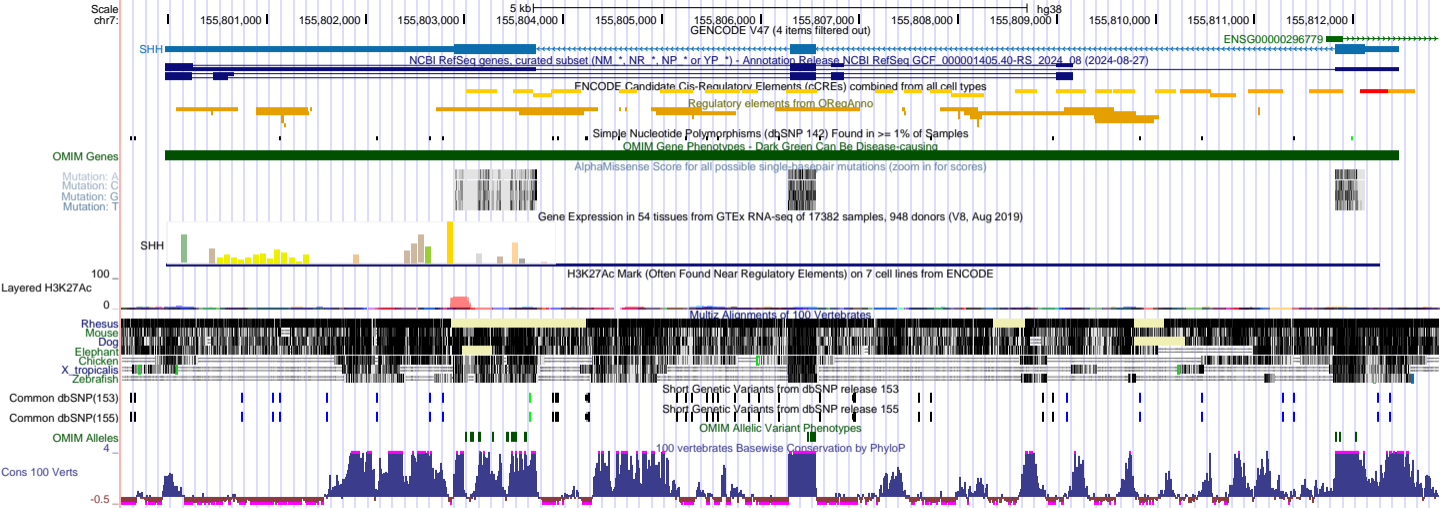 Scale
5 kb
hg38
chr7:
155,801,000
155,802,000
155,803,000
155,804,000
155,805,000
155,806,000
155,807,000
155,808,000
155,809,000
155,810,000
155,811,000
155,812,000
GENCODE V47 (4 items filtered out)
ENSG00000296779
SHH
NCBI RefSeq genes, curated subset (NM_*, NR_*, NP_* or YP_*) - Annotation Release NCBI RefSeq GCF_000001405.40-RS_2024_08 (2024-08-27)
ENCODE Candidate Cis-Regulatory Elements (cCREs) combined from all cell types
Regulatory elements from ORegAnno
Simple Nucleotide Polymorphisms (dbSNP 142) Found in >= 1% of Samples
OMIM Gene Phenotypes - Dark Green Can Be Disease-causing
OMIM Genes
AlphaMissense Score for all possible single-basepair mutations (zoom in for scores)
Mutation: A
Mutation: C
Mutation: G
Mutation: T
Gene Expression in 54 tissues from GTEx RNA-seq of 17382 samples, 948 donors (V8, Aug 2019)
SHH
H3K27Ac Mark (Often Found Near Regulatory Elements) on 7 cell lines from ENCODE
100
Layered H3K27Ac
0
Multiz Alignments of 100 Vertebrates
Rhesus
Mouse
Dog
Elephant
Chicken
X_tropicalis
Zebrafish
Short Genetic Variants from dbSNP release 153
Common dbSNP(153)
Short Genetic Variants from dbSNP release 155
Common dbSNP(155)
OMIM Allelic Variant Phenotypes
OMIM Alleles
100 vertebrates Basewise Conservation by PhyloP
4
Cons 100 Verts
-0.5